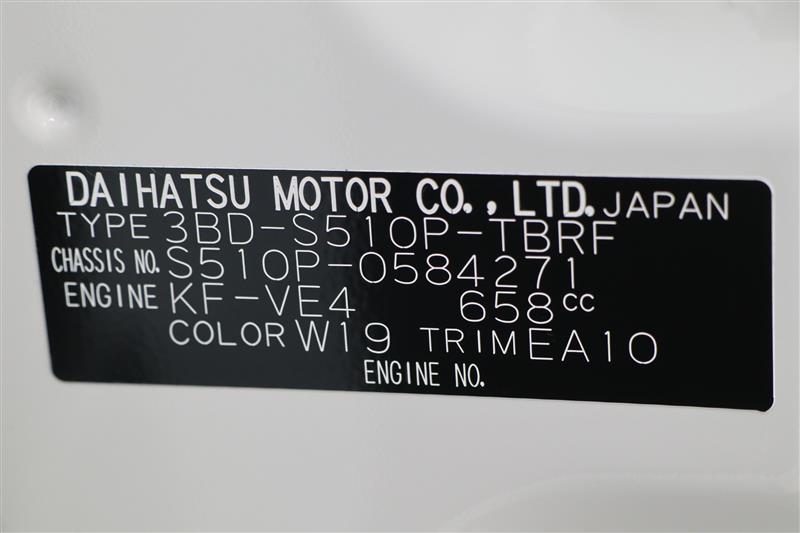 DAIHATSU MOTOR CO., LTD. JAPAN
TYPE 3BD-S510P-TBRF
CHASSIS NO. S510P-0584271
ENGINE KF-VE4 658cc
COLOR W19 TRIM EA10
ENGINE NO.